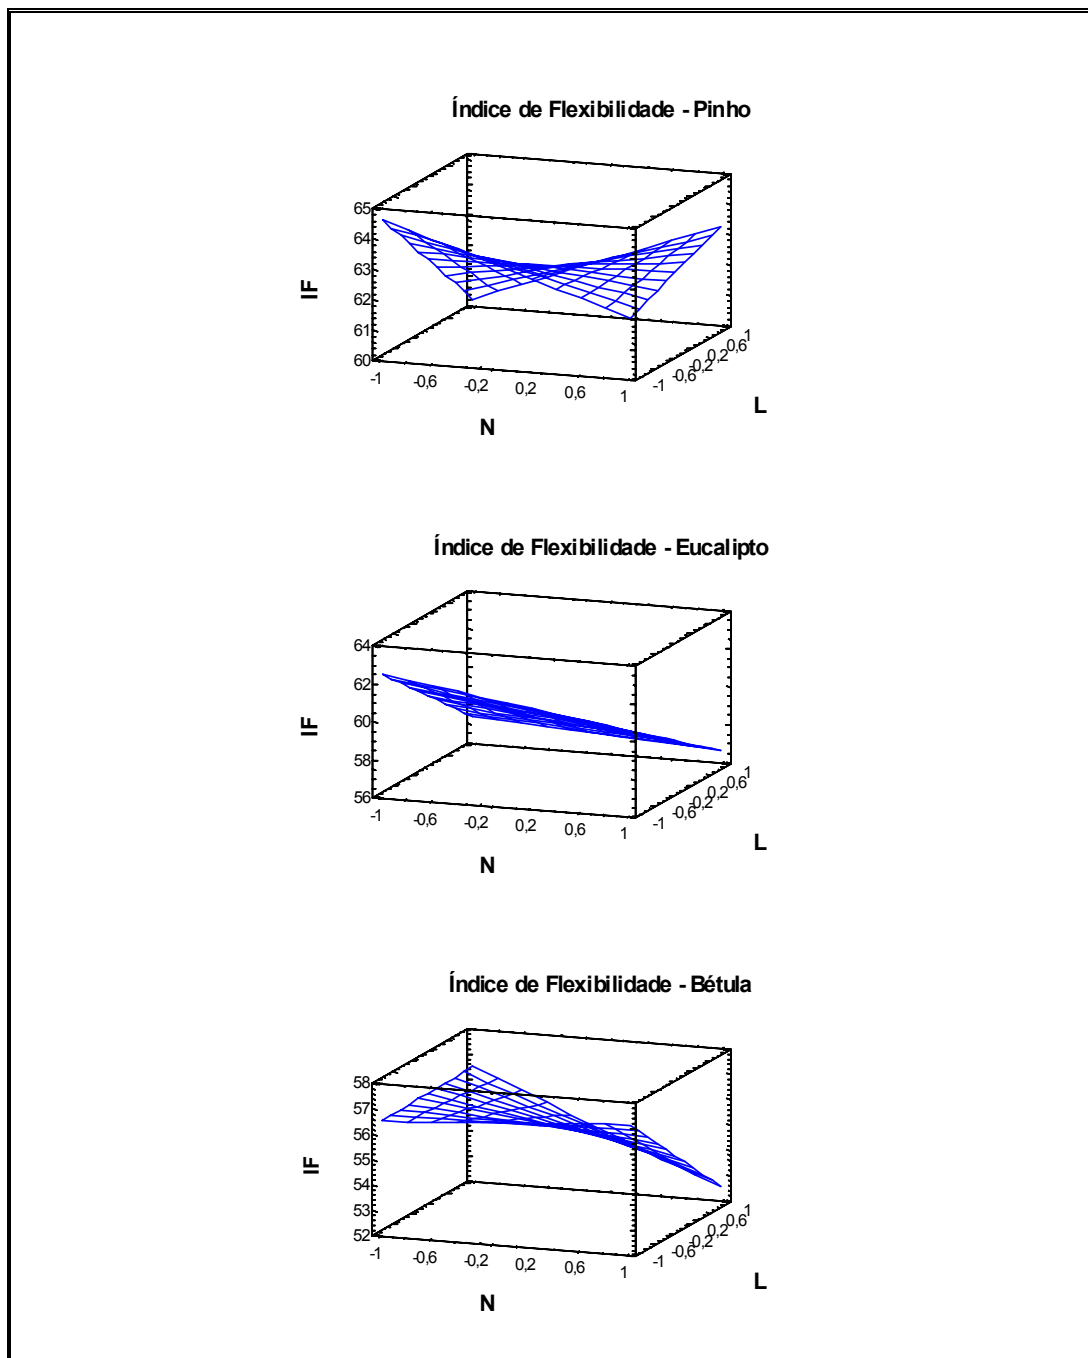 Índice de Flexibilidade - Pinho
65
64
63
62
61
60
IF
-1 -0,6 -0,2 0,2 0,6 1
N
-1 -0,6 -0,2 0,2 0,6 1
L
Índice de Flexibilidade - Eucalipto
64
62
60
58
56
IF
-1 -0,6 -0,2 0,2 0,6 1
N
-1 -0,6 -0,2 0,2 0,6 1
L
Índice de Flexibilidade - Bétula
58
57
56
55
54
53
52
IF
-1 -0,6 -0,2 0,2 0,6 1
N
-1 -0,6 -0,2 0,2 0,6 1
L